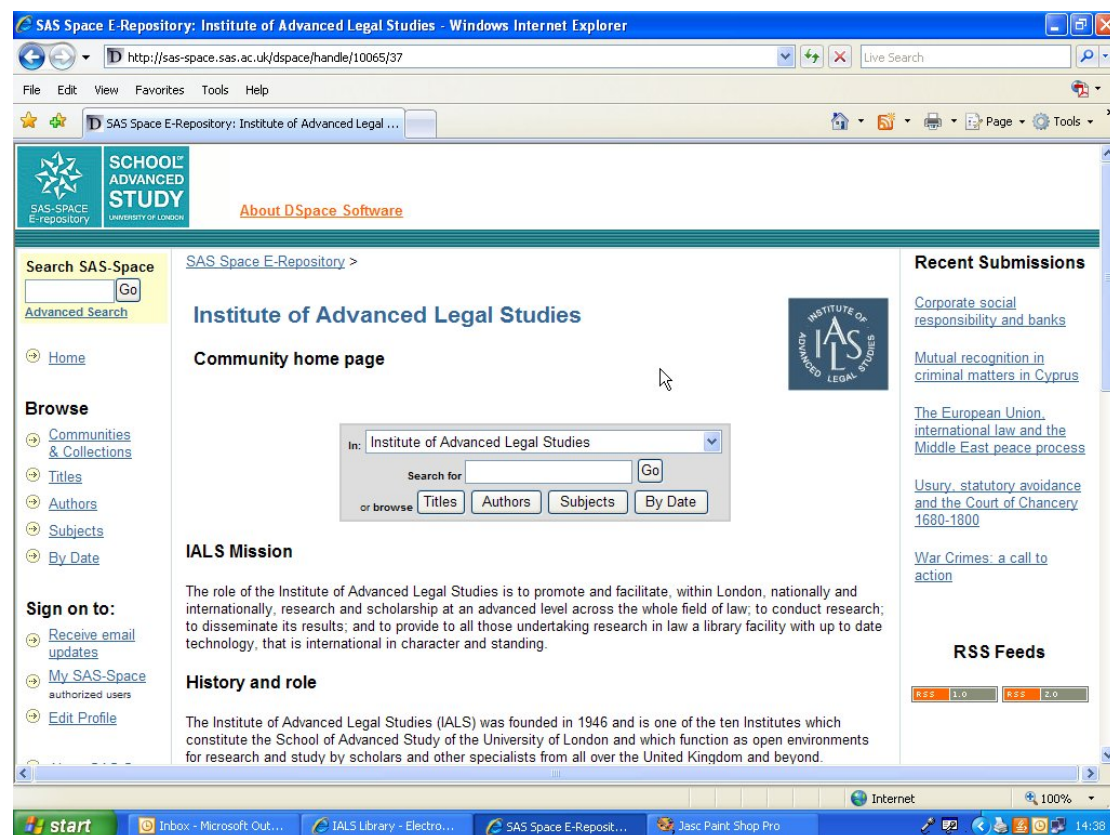 SAS Space E-Repository: Institute of Advanced Legal Studies - Windows Internet Explorer
http://sas-space.sas.ac.uk/dspace/handle/10065/37
Live Search
File Edit View Favorites Tools Help
SAS Space E-Repository: Institute of Advanced Legal ...
Page Tools
SAS-SPACE
E-repository
SCHOOL OF
ADVANCED
STUDY
UNIVERSITY OF LONDON
About DSpace Software
Search SAS-Space
Go
Advanced Search
Home
Browse
Communities
& Collections
Titles
Authors
Subjects
By Date
Sign on to:
Receive email
updates
My SAS-Space
authorized users
Edit Profile
SAS Space E-Repository >
Institute of Advanced Legal Studies
Community home page
INSTITUTE OF
ADVANCED
LEGAL STUDIES
IALS
In: Institute of Advanced Legal Studies
Search for Go
or browse Titles Authors Subjects By Date
IALS Mission
The role of the Institute of Advanced Legal Studies is to promote and facilitate, within London, nationally and
internationally, research and scholarship at an advanced level across the whole field of law; to conduct research;
to disseminate its results; and to provide to all those undertaking research in law a library facility with up to date
technology, that is international in character and standing.
History and role
The Institute of Advanced Legal Studies (IALS) was founded in 1946 and is one of the ten Institutes which
constitute the School of Advanced Study of the University of London and which function as open environments
for research and study by scholars and other specialists from all over the United Kingdom and beyond.
Recent Submissions
Corporate social
responsibility and banks
Mutual recognition in
criminal matters in Cyprus
The European Union,
international law and the
Middle East peace process
Usury, statutory avoidance
and the Court of Chancery
1680-1800
War Crimes: a call to
action
RSS Feeds
RSS 1.0 RSS 2.0
Internet 100%
start Inbox - Microsoft Out... IALS Library - Electro... SAS Space E-Reposit... Jasc Paint Shop Pro 14:38